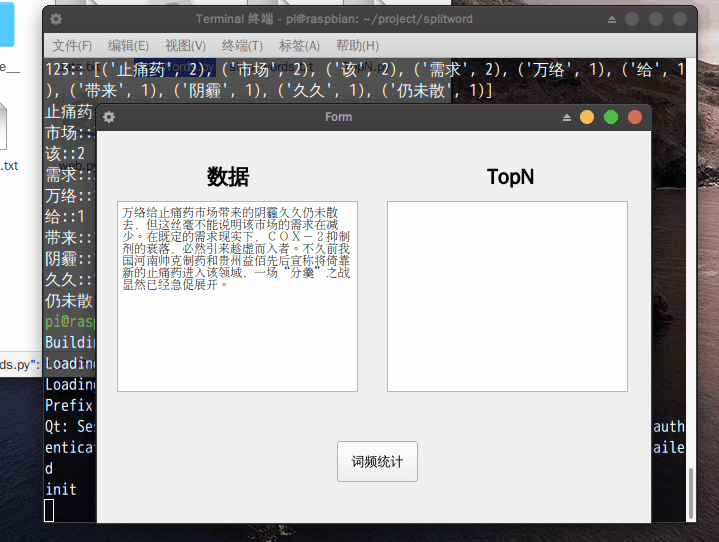 Terminal 终端 - pi@raspbian: ~/project/splitword
文件(F) 编辑(E) 视图(V) 终端(T) 标签(A) 帮助(H)
123:: [('止痛药', 2), ('市场', 2), ('该', 2), ('需求', 2), ('万络', 1), ('给', 1
), ('带来', 1), ('阴霾', 1), ('久久', 1), ('仍未散', 1)]
止痛药
市场::
该::2
需求::
万络::
给::1
带来::
阴霾::
久久::
仍未散
pi@rasp
Buildin
Loading
Loading
Prefix
Qt: Ses
auth
enticat
aile
d
init
.txt
ds.py":
Form
数据
TopN
万络给止痛药市场带来的阴霾久久仍未散
去，但这丝毫不能说明该市场的需求在减
少。在既定的需求现实下，ＣＯＸ－２抑制
剂的衰落，必然引来趁虚而入者。不久前我
国河南帅克制药和贵州益佰先后宣称将倚靠
新的止痛药进入该领域，一场“分羹”之战
显然已经急促展开。
词频统计